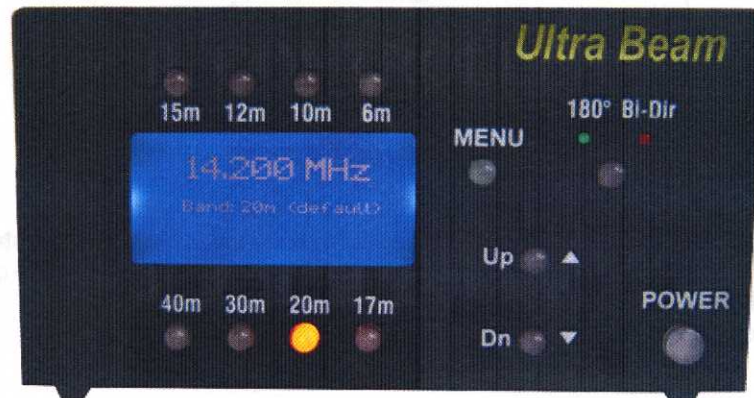 Ultra Beam
15m 12m 10m 6m
180° Bi-Dir
MENU
14.200 MHz
Band: 20m (default)
Up ▲
40m 30m 20m 17m
POWER
Dn ▼